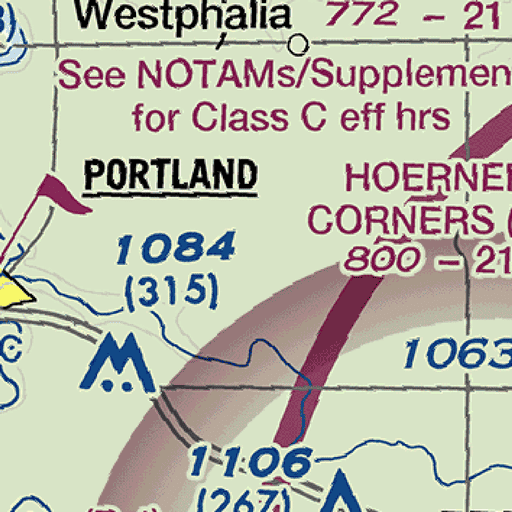 Westphalia
772 - 21
See NOTAMs/Supplemen
for Class C eff hrs
PORTLAND
HOERNE
CORNERS (
800 - 21
1084
(315)
1063
1106
(267)